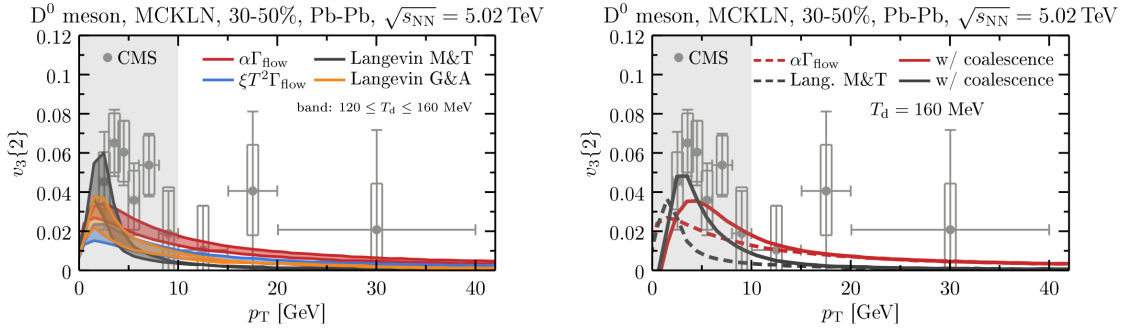 D⁰ meson, MCKLN, 30-50%, Pb-Pb, √sNN = 5.02 TeV
0.12
0.1
0.08
0.06
0.04
0.02
0
v₃{2}
CMS
αΓflow
ξT²Γflow
Langevin M&T
Langevin G&A
band: 120 ≤ Td ≤ 160 MeV
0 10 20 30 40
pT [GeV]
D⁰ meson, MCKLN, 30-50%, Pb-Pb, √sNN = 5.02 TeV
0.12
0.1
0.08
0.06
0.04
0.02
0
v₃{2}
CMS
αΓflow
Lang. M&T
w/ coalescence
w/ coalescence
Td = 160 MeV
0 10 20 30 40
pT [GeV]